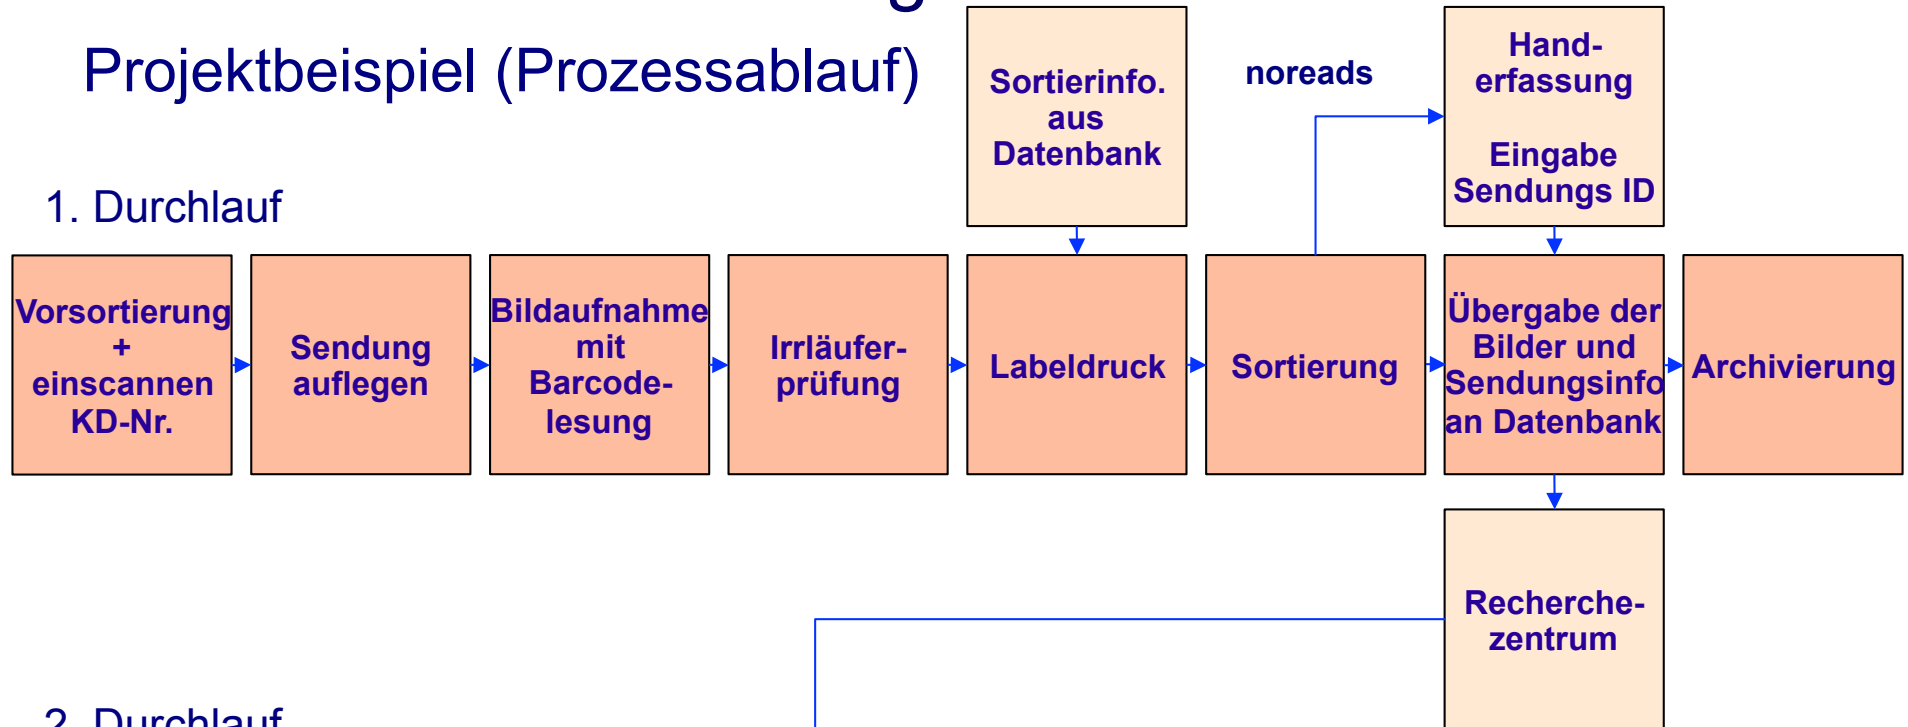 Projektbeispiel (Prozessablauf)
1. Durchlauf
Sortierinfo.
aus
Datenbank
noreads
Hand-
erfassung
Eingabe
Sendungs ID
Vorsortierung
+
einscannen
KD-Nr.
Sendung
auflegen
Bildaufnahme
mit
Barcode-
lesung
Irrläufer-
prüfung
Labeldruck
Sortierung
Übergabe der
Bilder und
Sendungsinfo
an Datenbank
Archivierung
Recherche-
zentrum
2. Durchlauf